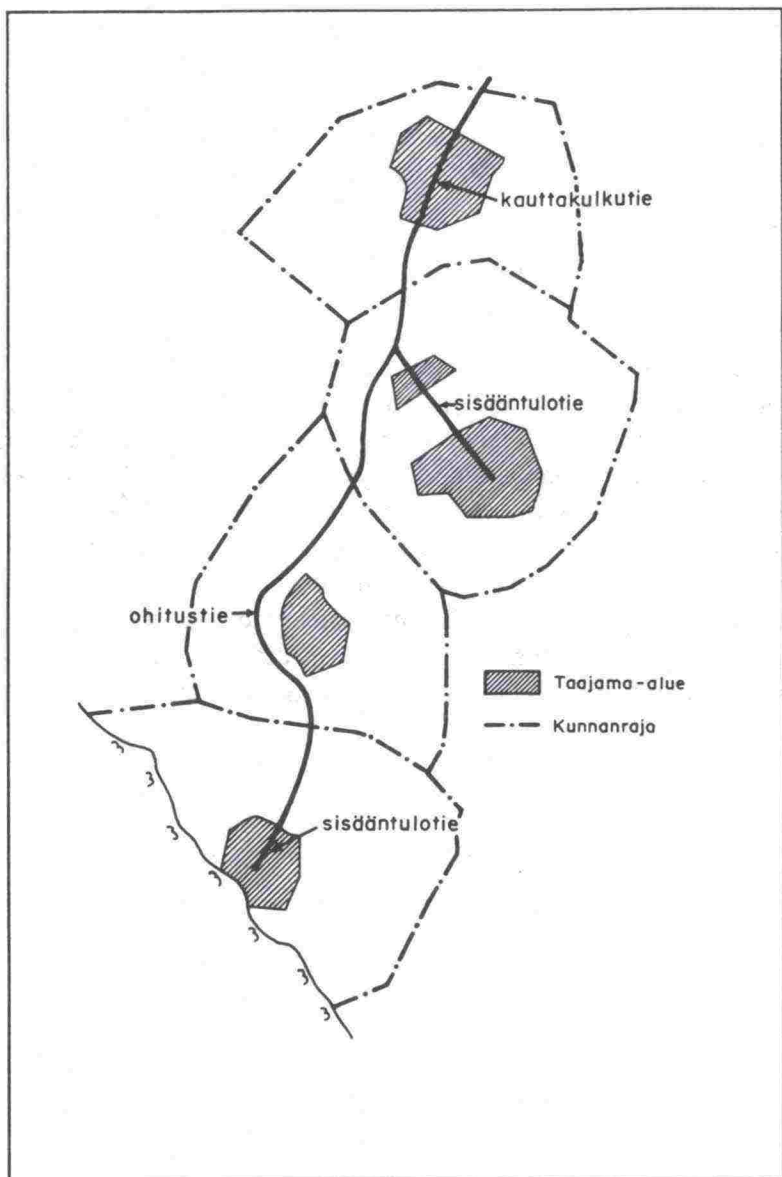 kauttakulkutie
sisääntulotie
ohitustie
Taajama-alue
Kunnanraja
sisääntulotie